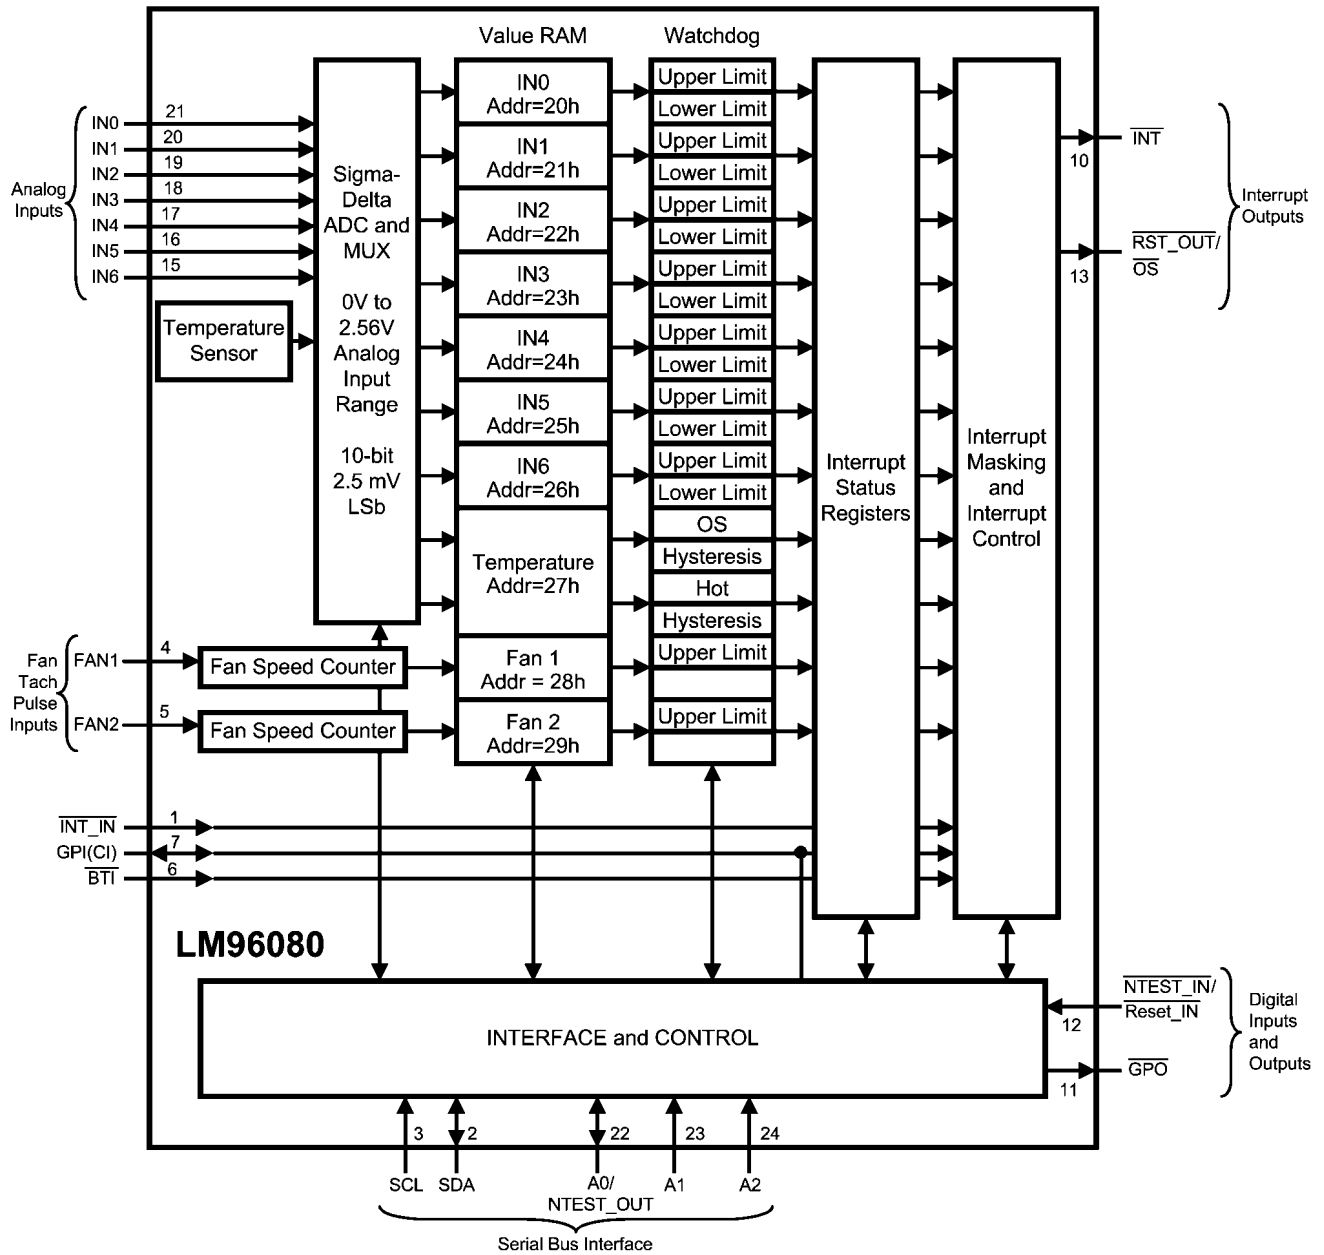 Value RAM
Watchdog
Analog
Inputs
IN0
21
IN1
20
IN2
19
IN3
18
IN4
17
IN5
16
IN6
15
Temperature
Sensor
Sigma-
Delta
ADC and
MUX
0V to
2.56V
Analog
Input
Range
10-bit
2.5 mV
LSb
IN0
Addr=20h
IN1
Addr=21h
IN2
Addr=22h
IN3
Addr=23h
IN4
Addr=24h
IN5
Addr=25h
IN6
Addr=26h
Temperature
Addr=27h
Fan 1
Addr = 28h
Fan 2
Addr=29h
Upper Limit
Lower Limit
Upper Limit
Lower Limit
Upper Limit
Lower Limit
Upper Limit
Lower Limit
Upper Limit
Lower Limit
Upper Limit
Lower Limit
Upper Limit
Lower Limit
OS
Hysteresis
Hot
Hysteresis
Upper Limit
Upper Limit
Interrupt
Status
Registers
Interrupt
Masking
and
Interrupt
Control
10
INT
RST_OUT/
OS
13
Interrupt
Outputs
Fan
Tach
Pulse
Inputs
FAN1
4
Fan Speed Counter
FAN2
5
Fan Speed Counter
INT_IN
1
GPI(CI)
7
BTI
6
LM96080
INTERFACE and CONTROL
NTEST_IN/
Reset_IN
12
GPO
11
Digital
Inputs
and
Outputs
3
2
22
23
24
SCL
SDA
A0/
NTEST_OUT
A1
A2
Serial Bus Interface